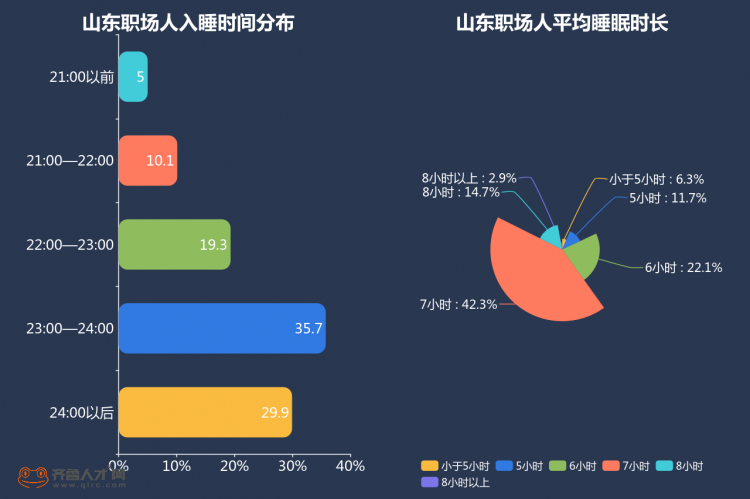 山东职场人入睡时间分布
21:00以前
5
21:00—22:00
10.1
22:00—23:00
19.3
23:00—24:00
35.7
24:00以后
29.9
0%
10%
20%
30%
40%
齐鲁人才网
www.qlrc.com
山东职场人平均睡眠时长
8小时以上 : 2.9%
小于5小时 : 6.3%
8小时 : 14.7%
5小时 : 11.7%
6小时 : 22.1%
7小时 : 42.3%
小于5小时 5小时 6小时 7小时 8小时
8小时以上